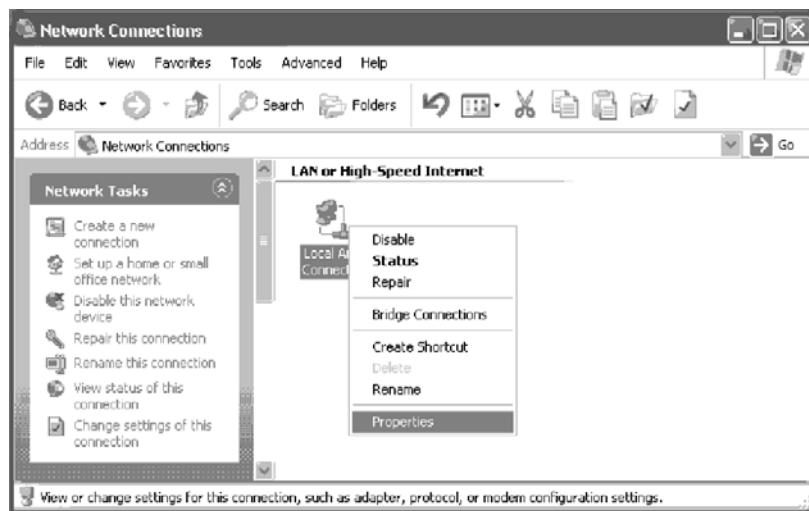 Network Connections
File Edit View Favorites Tools Advanced Help
Back Search Folders
Address Network Connections Go
Network Tasks
Create a new
connection
Set up a home or small
office network
Disable this network
device
Repair this connection
Rename this connection
View status of this
connection
Change settings of this
connection
LAN or High-Speed Internet
Local A
Connect
Disable
Status
Repair
Bridge Connections
Create Shortcut
Delete
Rename
Properties
View or change settings for this connection, such as adapter, protocol, or modem configuration settings.